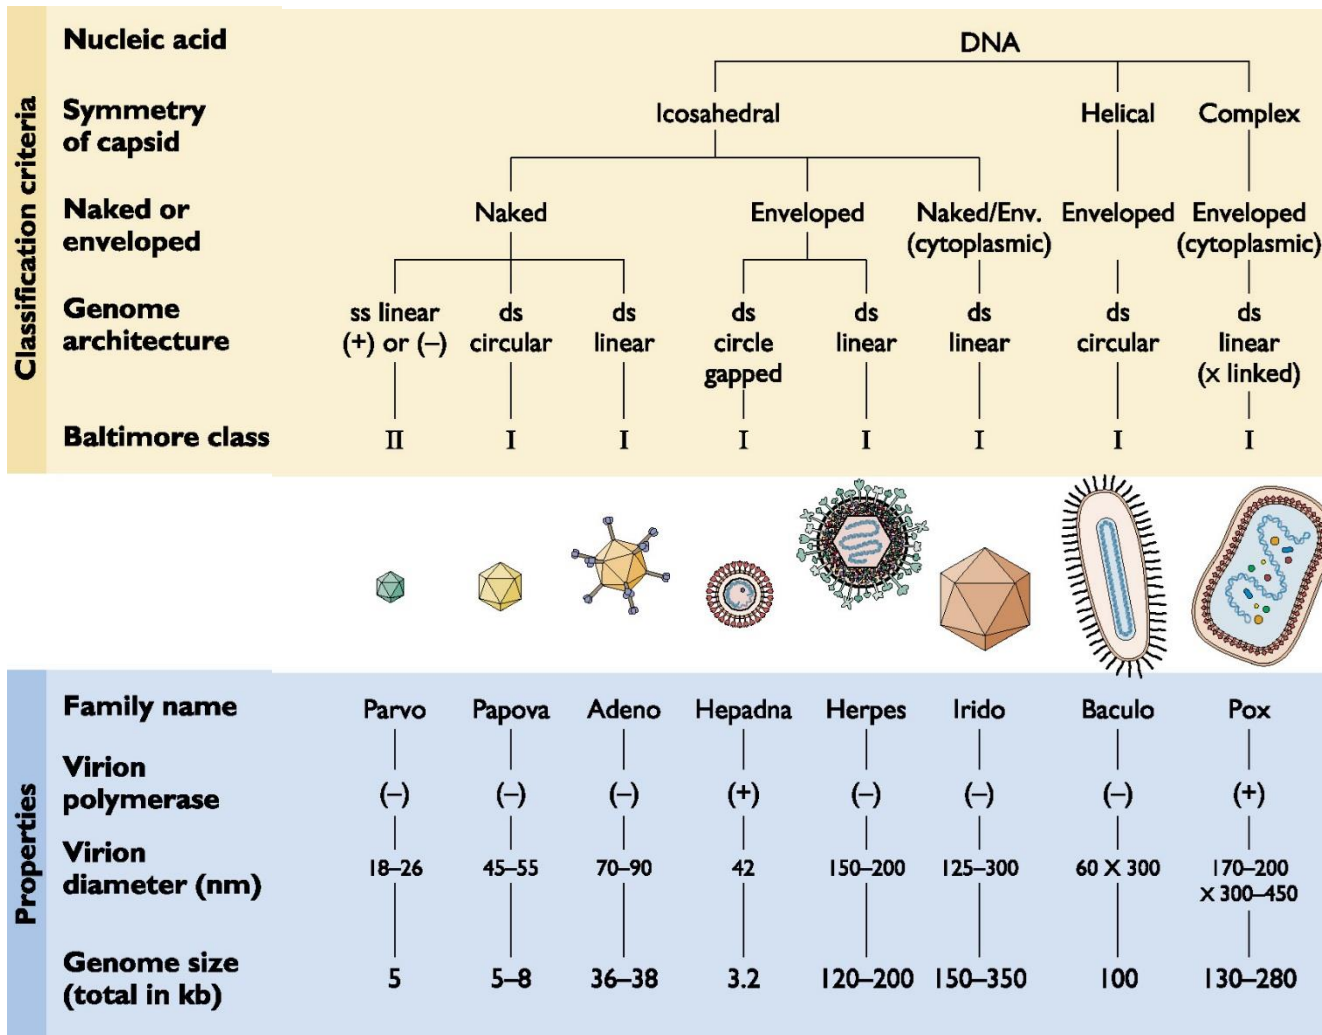 Classification criteria
Nucleic acid
DNA
Symmetry
of capsid
Icosahedral
Helical
Complex
Naked or
enveloped
Naked
Enveloped
Naked/Env.
(cytoplasmic)
Enveloped
Enveloped
(cytoplasmic)
Genome
architecture
ss linear
(+) or (–)
ds
circular
ds
linear
ds
circle
gapped
ds
linear
ds
linear
ds
circular
ds
linear
(x linked)
Baltimore class
II
I
I
I
I
I
I
I
Properties
Family name
Parvo
Papova
Adeno
Hepadna
Herpes
Irido
Baculo
Pox
Virion
polymerase
(–)
(–)
(–)
(+)
(–)
(–)
(–)
(+)
Virion
diameter (nm)
18–26
45–55
70–90
42
150–200
125–300
60 X 300
170–200
X 300–450
Genome size
(total in kb)
5
5–8
36–38
3.2
120–200
150–350
100
130–280